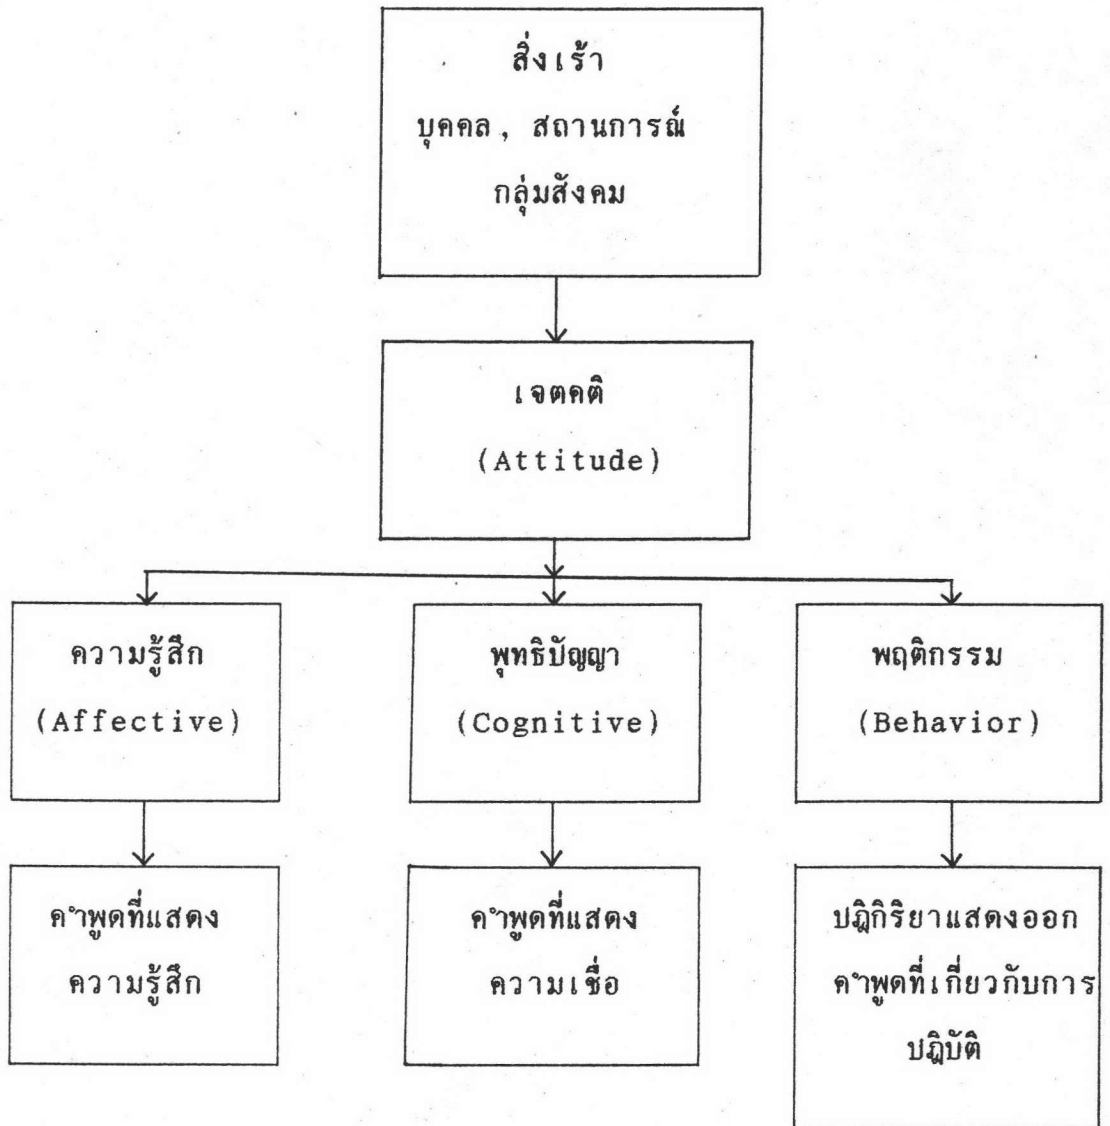 สิ่งเร้า
บุคคล, สถานการณ์
กลุ่มสังคม
เจตคติ
(Attitude)
ความรู้สึก
(Affective)
พุทธิปัญญา
(Cognitive)
พฤติกรรม
(Behavior)
คำพูดที่แสดง
ความรู้สึก
คำพูดที่แสดง
ความเชื่อ
ปฏิกิริยาแสดงออก
คำพูดที่เกี่ยวกับการ
ปฏิบัติ